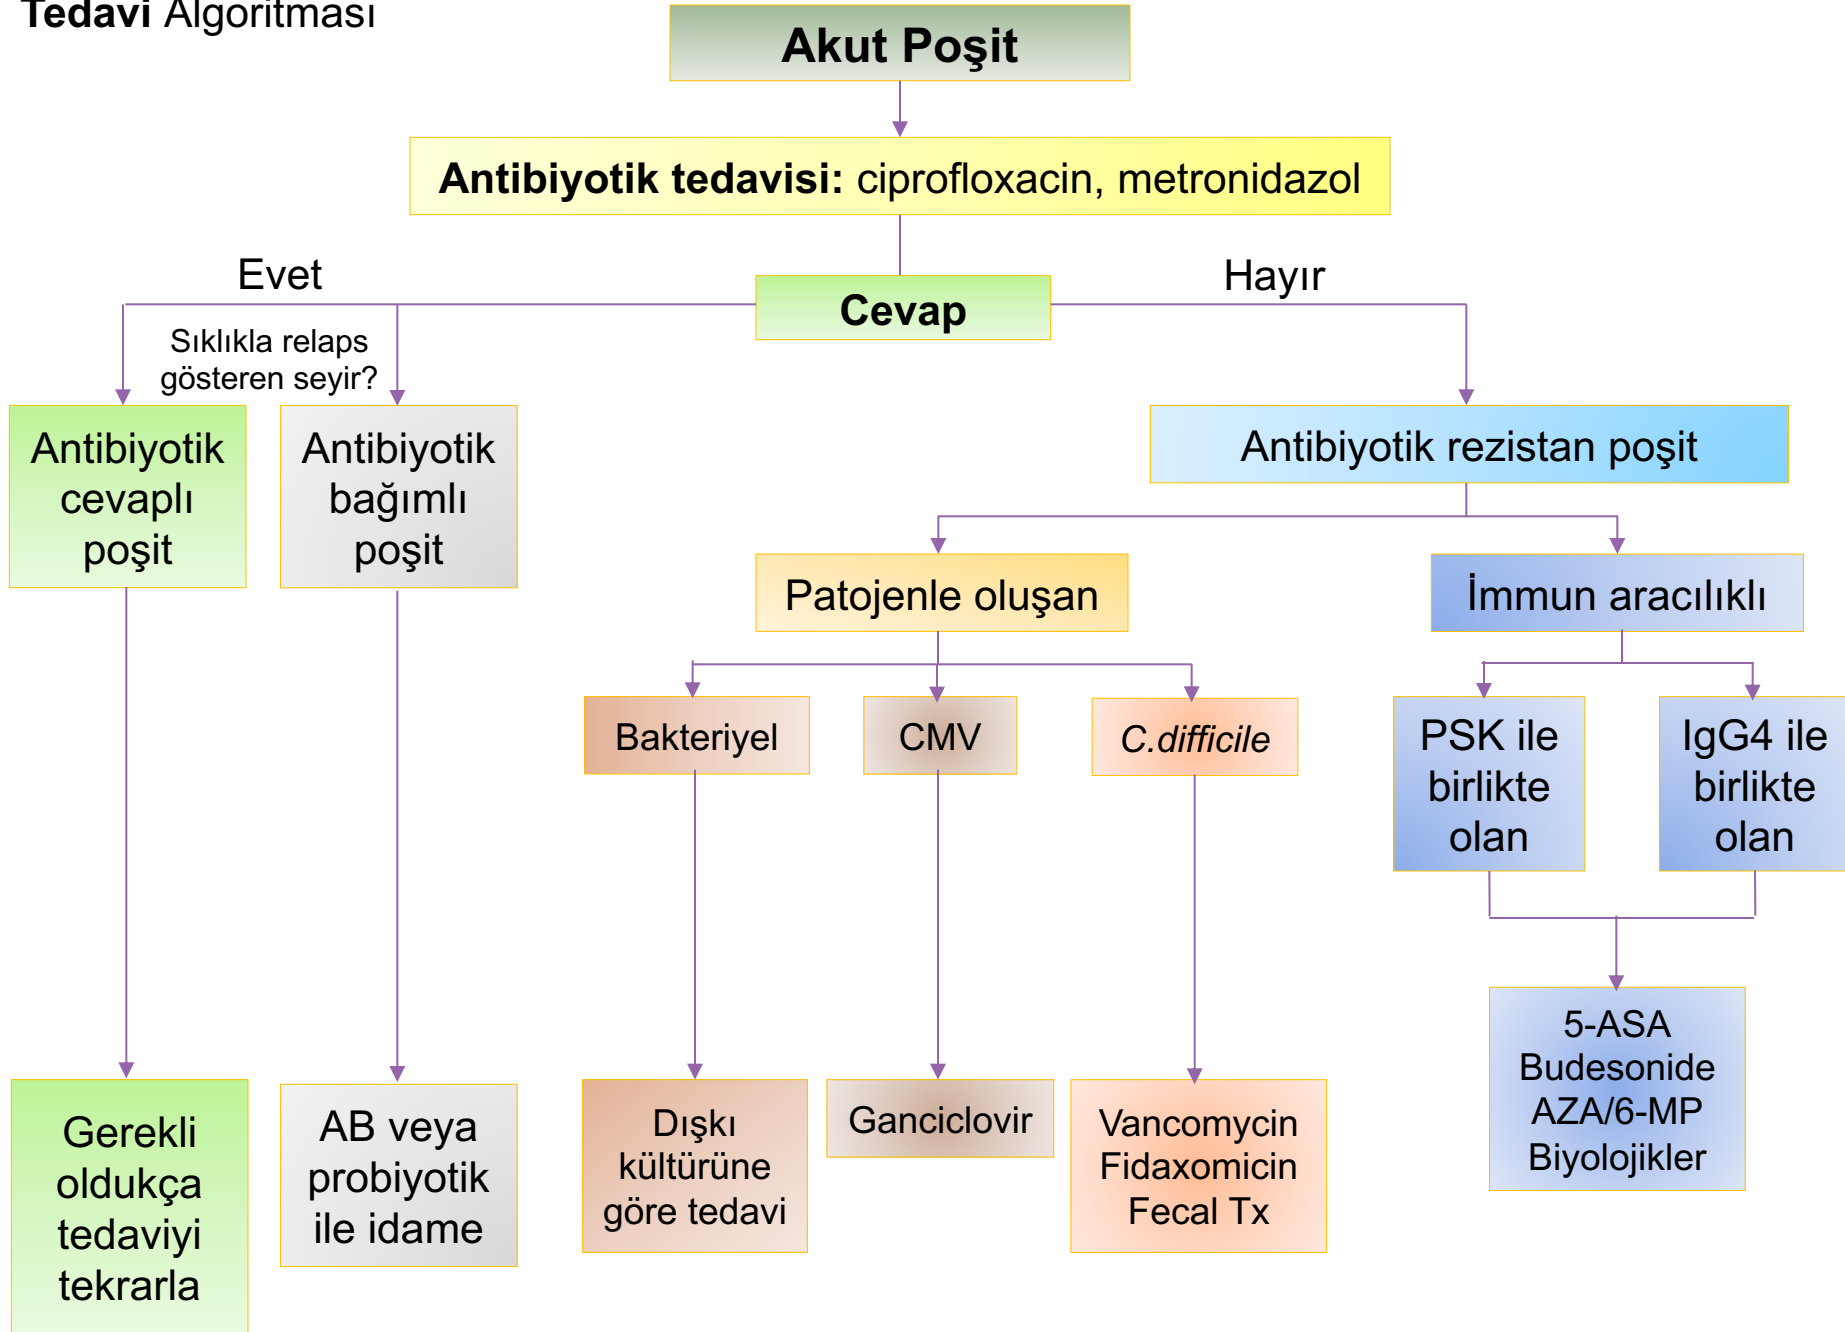 Tedavi Algoritması
Akut Poşit
Antibiyotik tedavisi: ciprofloxacin, metronidazol
Evet
Hayır
Cevap
Sıklıkla relaps
gösteren seyir?
Antibiyotik
cevaplı
poşit
Antibiyotik
bağımlı
poşit
Antibiyotik rezistan poşit
Patojenle oluşan
İmmun aracılıklı
Bakteriyel
CMV
C.difficile
PSK ile
birlikte
olan
IgG4 ile
birlikte
olan
Gerekli
oldukça
tedaviyi
tekrarla
AB veya
probiyotik
ile idame
Dışkı
kültürüne
göre tedavi
Ganciclovir
Vancomycin
Fidaxomicin
Fecal Tx
5-ASA
Budesonide
AZA/6-MP
Biyolojikler